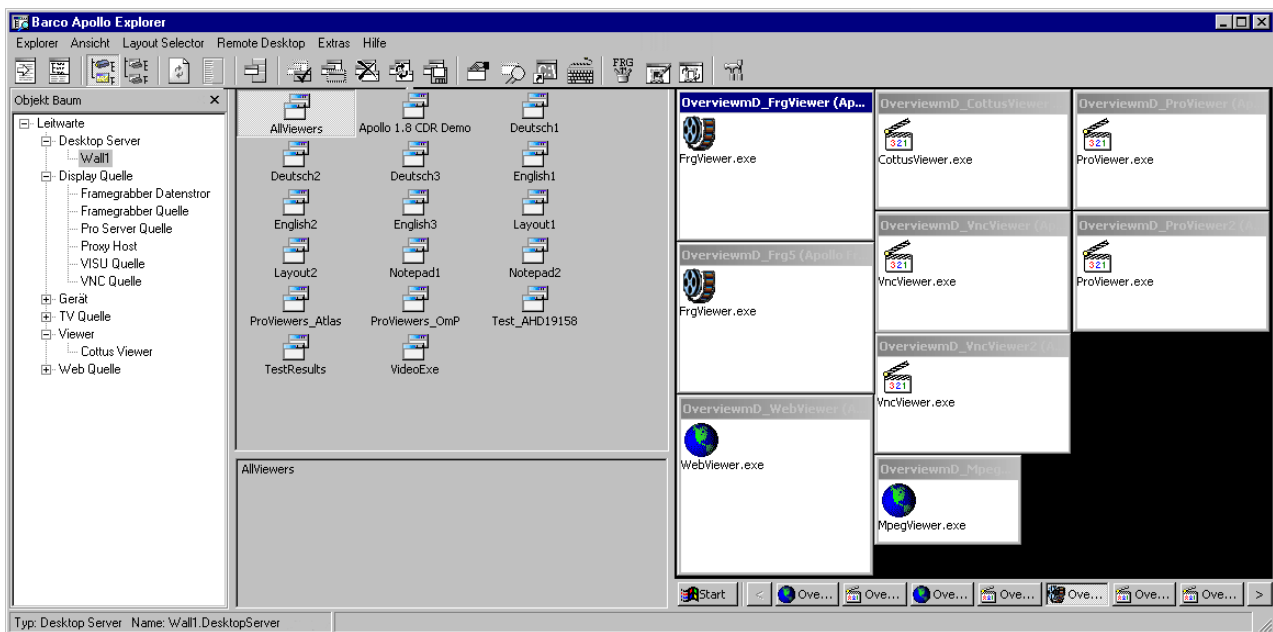 Barco Apollo Explorer
Explorer Ansicht Layout Selector Remote Desktop Extras Hilfe
FRG
Objekt Baum
Leitwarte
Desktop Server
Wall1
Display Quelle
Framegrabber Datenstror
Framegrabber Quelle
Pro Server Quelle
Proxy Host
VISU Quelle
VNC Quelle
Gerät
TV Quelle
Viewer
Cottus Viewer
Web Quelle
AllViewers Apollo 1.8 CDR Demo Deutsch1
Deutsch2 Deutsch3 English1
English2 English3 Layout1
Layout2 Notepad1 Notepad2
ProViewers_Atlas ProViewers_OmP Test_AHD19158
TestResults VideoExe
AllViewers
OverviewmD_FrgViewer (Ap...
FrgViewer.exe
OverviewmD_Frg5 (Apollo
FrgViewer.exe
OverviewmD_WebViewer
WebViewer.exe
OverviewmD_CottusViewer
321
CottusViewer.exe
OverviewmD_VncViewer
321
VncViewer.exe
OverviewmD_VncViewer2
321
VncViewer.exe
OverviewmD_Mpeg...
MpegViewer.exe
OverviewmD_ProViewer
321
ProViewer.exe
OverviewmD_ProViewer2
321
ProViewer.exe
Start < Ove... Ove... Ove... Ove... Ove... Ove... Ove... >
Typ: Desktop Server Name: Wall1.DesktopServer